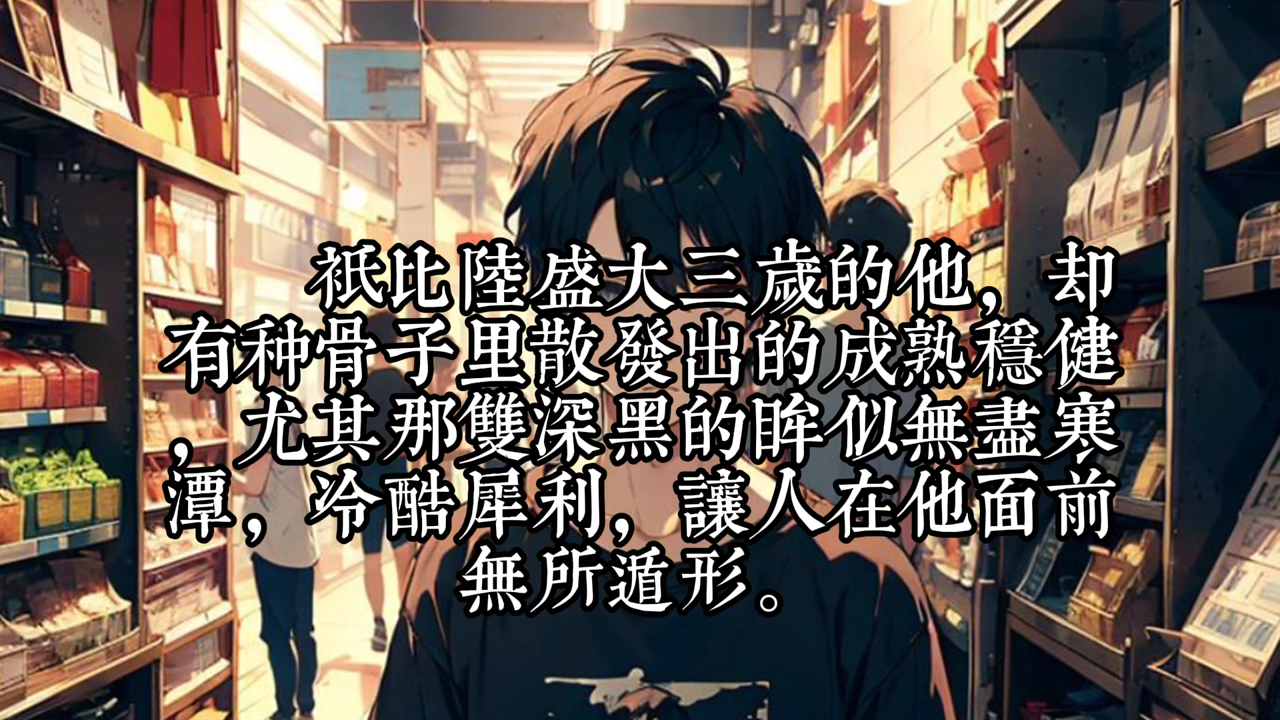 祇比陸盛大三歲的他，却
有种骨子里散發出的成熟穩健
，尤其那雙深黑的眸似無盡寒
潭，冷酷犀利，讓人在他面前
無所遁形。